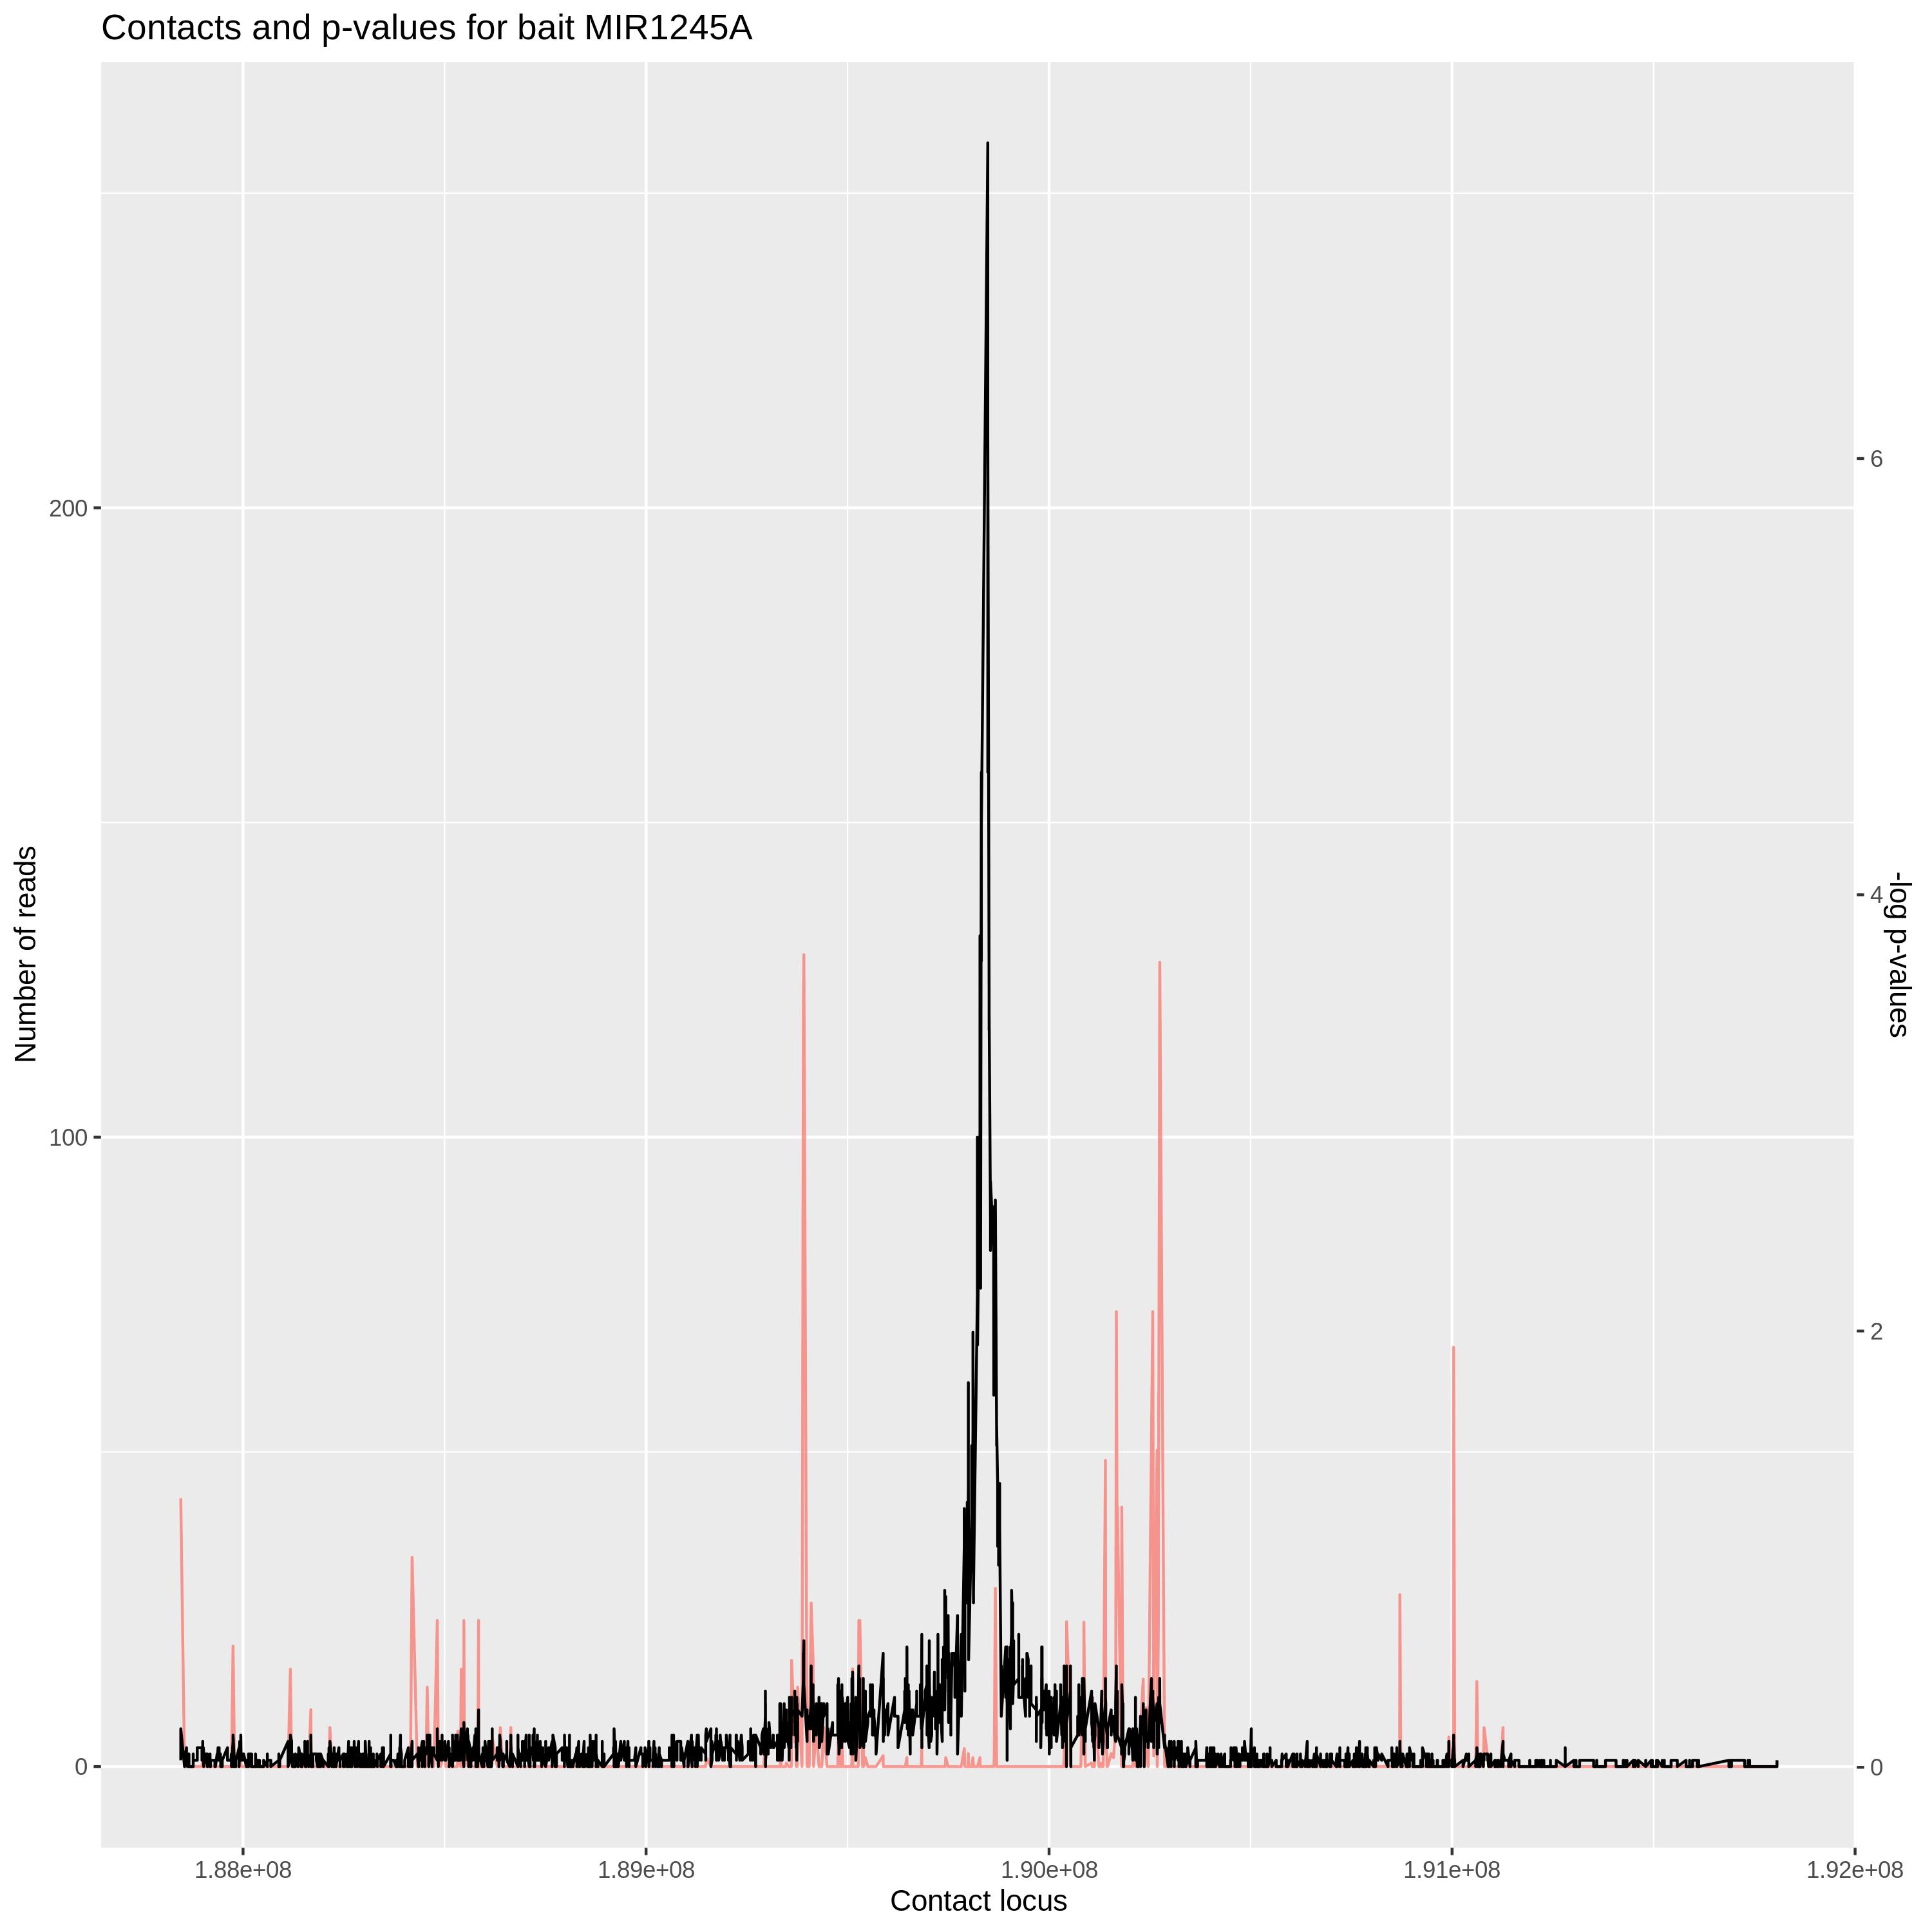 Contacts and p-values for bait MIR1245A
Number of reads
200
100
0
6
4
2
0
-log p-values
1.88e+08 1.89e+08 1.90e+08 1.91e+08 1.92e+08
Contact locus